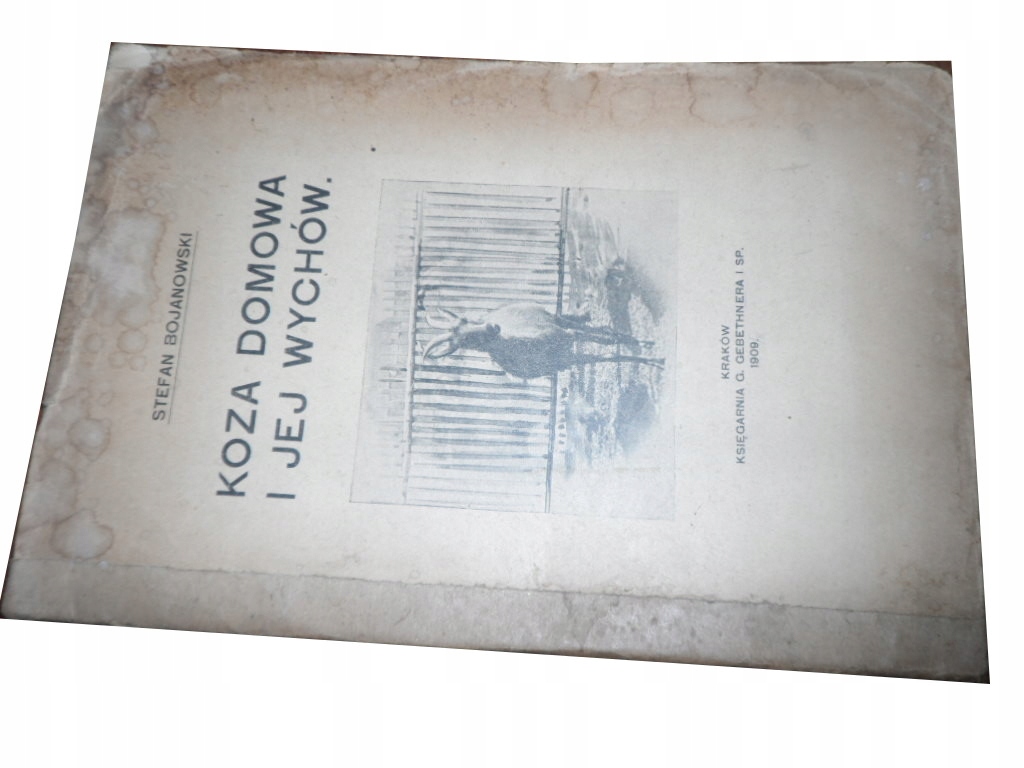 STEFAN BOJANOWSKI
KOZA DOMOWA
I JEJ WYCHÓW.
KRAKÓW
KSIĘGARNIA G. GEBETHNERA I SP.
1909.